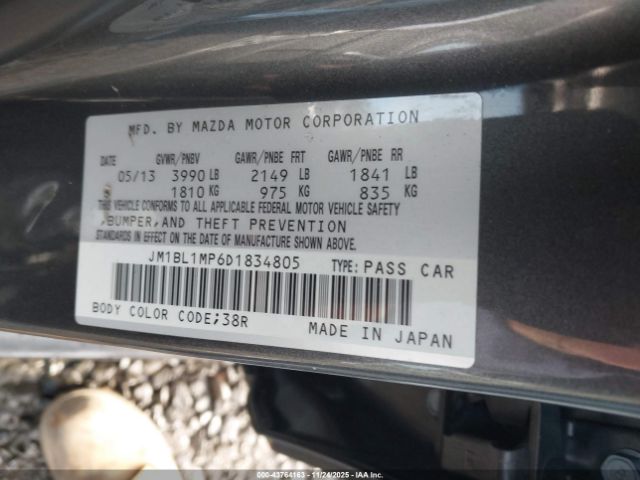 MFD. BY MAZDA MOTOR CORPORATION
DATE GVWR/PNBV GAWR/PNBE FRT GAWR/PNBE RR
05/13 3990 LB 2149 LB 1841 LB
1810 KG 975 KG 835 KG
THIS VEHICLE CONFORMS TO ALL APPLICABLE FEDERAL MOTOR VEHICLE SAFETY
,BUMPER,AND THEFT PREVENTION
STANDARDS IN EFFECT ON THE DATE OF MANUFACTURE SHOWN ABOVE.
JM1BL1MP6D1834805 TYPE: PASS CAR
BODY COLOR CODE;38R MADE IN JAPAN
000-43764163 - 11/24/2025 - IAAI.CA